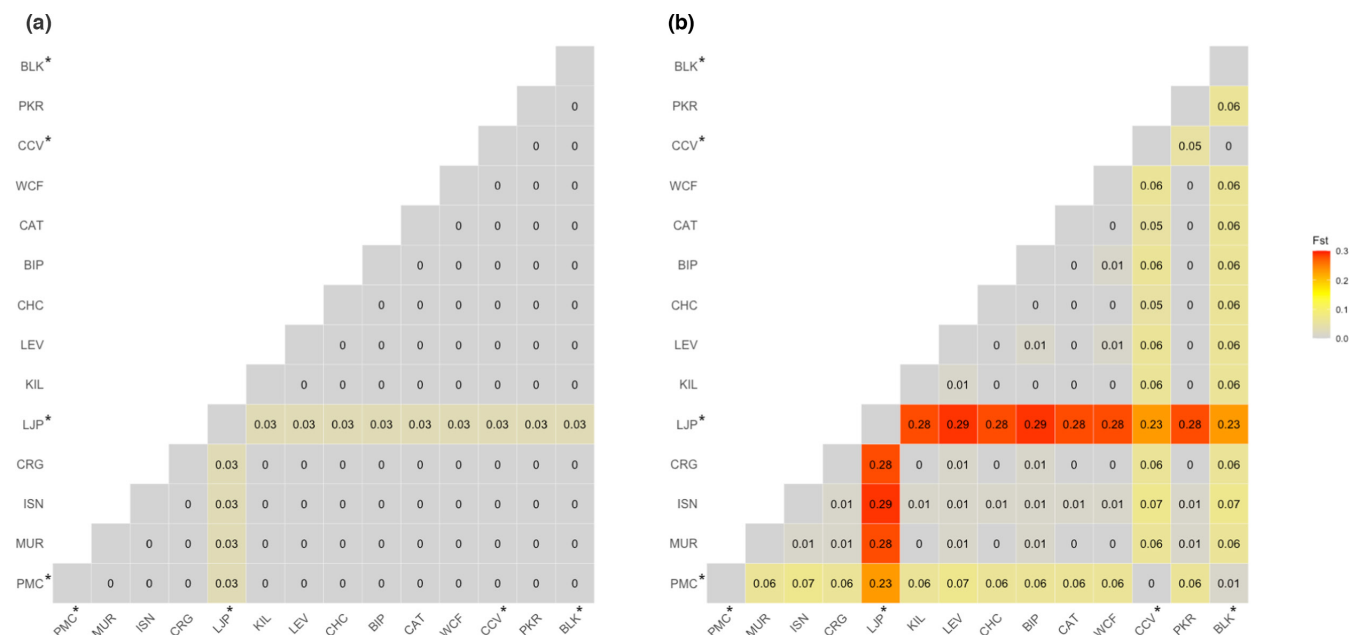 (a)
BLK*
PKR 0
CCV* 0 0
WCF 0 0 0
CAT 0 0 0 0
BIP 0 0 0 0 0
CHC 0 0 0 0 0 0
LEV 0 0 0 0 0 0 0
KIL 0 0 0 0 0 0 0 0
LJP* 0.03 0.03 0.03 0.03 0.03 0.03 0.03 0.03 0.03
CRG 0.03 0 0 0 0 0 0 0 0 0
ISN 0 0.03 0 0 0 0 0 0 0 0 0
MUR 0 0 0.03 0 0 0 0 0 0 0 0 0
PMC* 0 0 0 0.03 0 0 0 0 0 0 0 0 0
PMC* MUR ISN CRG LJP* KIL LEV CHC BIP CAT WCF CCV* PKR BLK*
(b)
BLK*
PKR 0.06
CCV* 0.05 0
WCF 0.06 0 0.06
CAT 0 0.05 0 0.06
BIP 0 0.01 0.06 0 0.06
CHC 0 0 0 0.05 0 0.06
LEV 0 0.01 0 0.01 0.06 0 0.06
KIL 0.01 0 0 0 0 0.06 0 0.06
LJP* 0.28 0.29 0.28 0.29 0.28 0.28 0.23 0.28 0.23
CRG 0.28 0 0.01 0 0.01 0 0 0.06 0 0.06
ISN 0.01 0.29 0.01 0.01 0.01 0.01 0.01 0.01 0.07 0.01 0.07
MUR 0.01 0.01 0.28 0 0.01 0 0.01 0 0 0.06 0.01 0.06
PMC* 0.06 0.07 0.06 0.23 0.06 0.07 0.06 0.06 0.06 0.06 0 0.06 0.01
PMC* MUR ISN CRG LJP* KIL LEV CHC BIP CAT WCF CCV* PKR BLK*
Fst
0.3
0.2
0.1
0.0